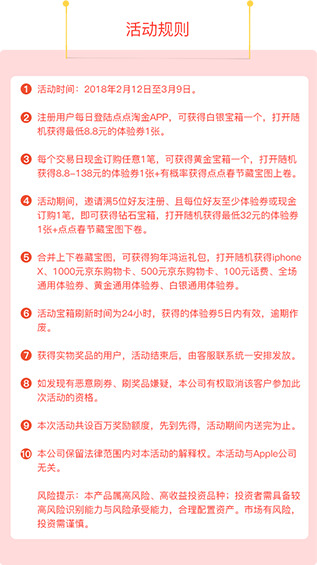 活动规则
1 活动时间：2018年2月12日至3月9日。
2 注册用户每日登陆点点淘金APP，可获得白银宝箱一个，打开随
机获得最低8.8元的体验券1张。
3 每个交易日现金订购任意1笔，可获得黄金宝箱一个，打开随机
获得8.8-138元的体验券1张+有概率获得点点春节藏宝图上卷。
4 活动期间，邀请满5位好友注册、且每位好友至少体验券或现金
订购1笔，即可获得钻石宝箱，打开随机获得最低32元的体验券
1张+点点春节藏宝图下卷。
5 合并上下卷藏宝图，可获得狗年鸿运礼包，打开随机获得iphone
X、1000元京东购物卡、500元京东购物卡、100元话费、全场
通用体验券、黄金通用体验券、白银通用体验券。
6 活动宝箱刷新时间为24小时，获得的体验券5日内有效，逾期作
废。
7 获得实物奖品的用户，活动结束后，由客服联系统一安排发放。
8 如发现有恶意刷券、刷奖品嫌疑，本公司有权取消该客户参加此
次活动的资格。
9 本次活动共设百万奖励额度，先到先得，活动期间内送完为止。
10 本公司保留法律范围内对本活动的解释权。本活动与Apple公司
无关。
风险提示：本产品属高风险、高收益投资品种；投资者需具备较
高风险识别能力与风险承受能力，合理配置资产。市场有风险，
投资需谨慎。